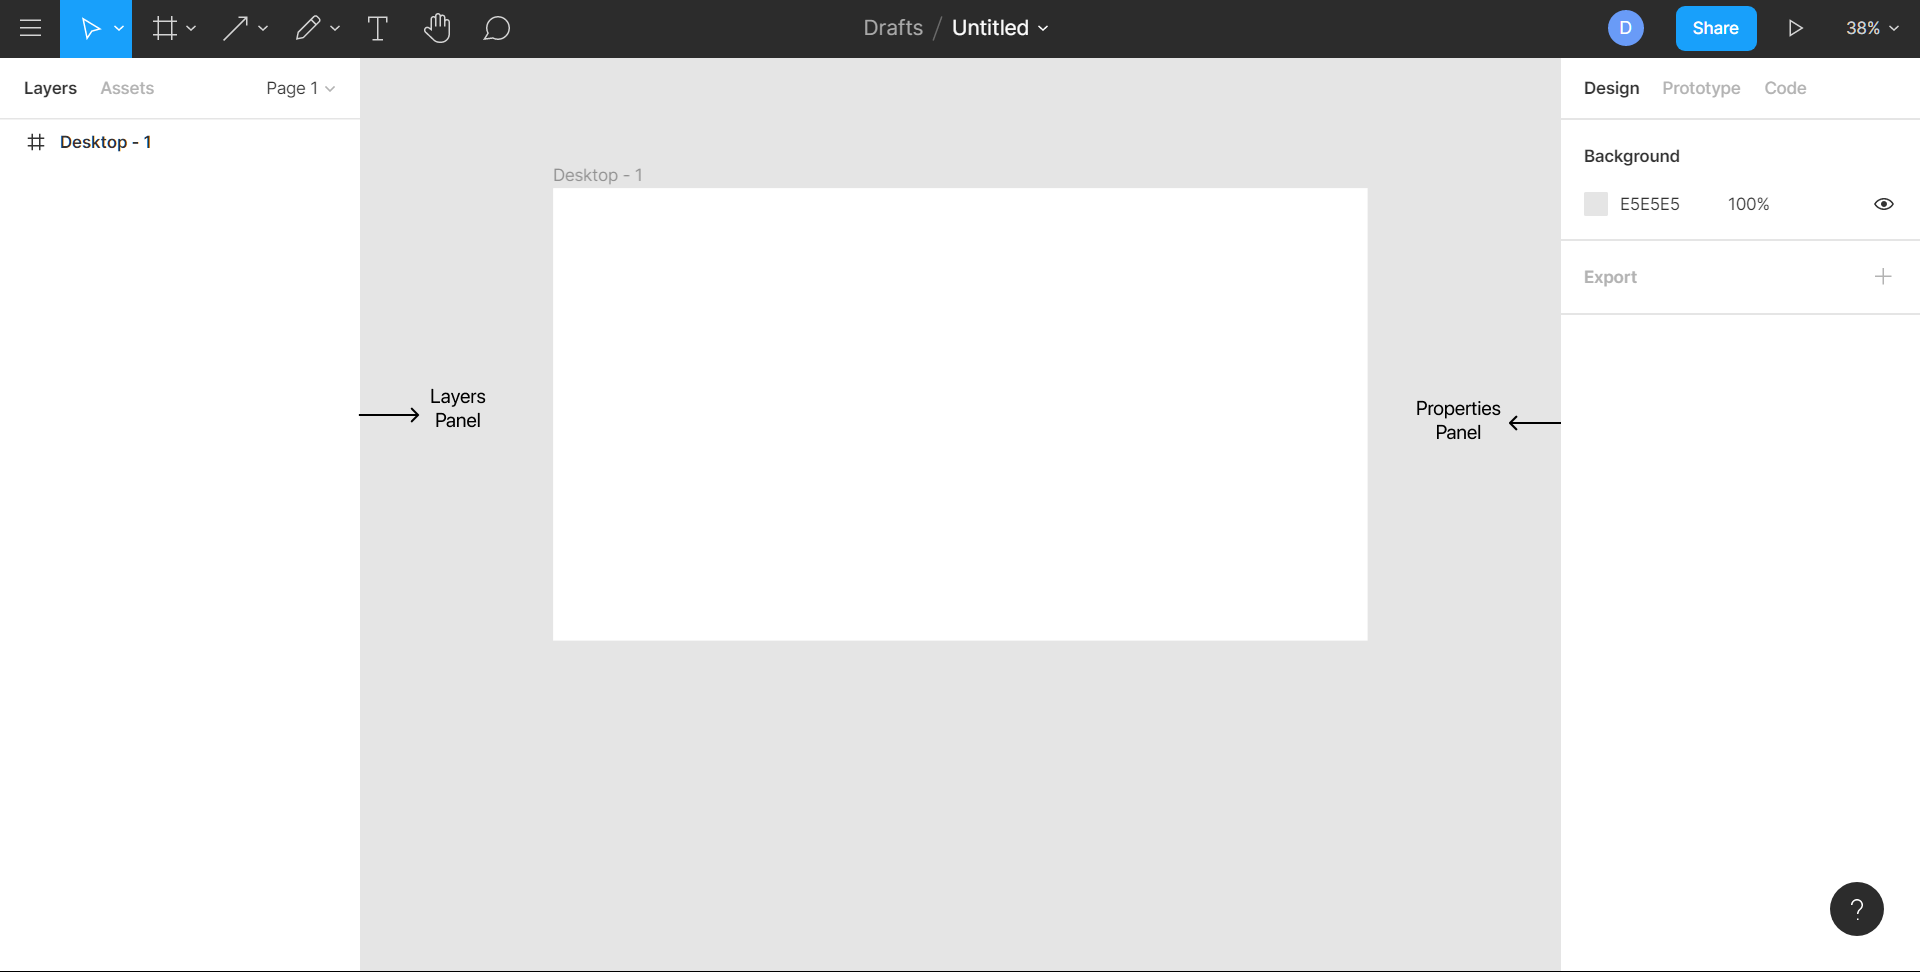 Drafts / Untitled
D
Share
38%
Layers Assets Page 1
Desktop - 1
Desktop - 1
Layers
Panel
Properties
Panel
Design Prototype Code
Background
E5E5E5 100%
Export
?